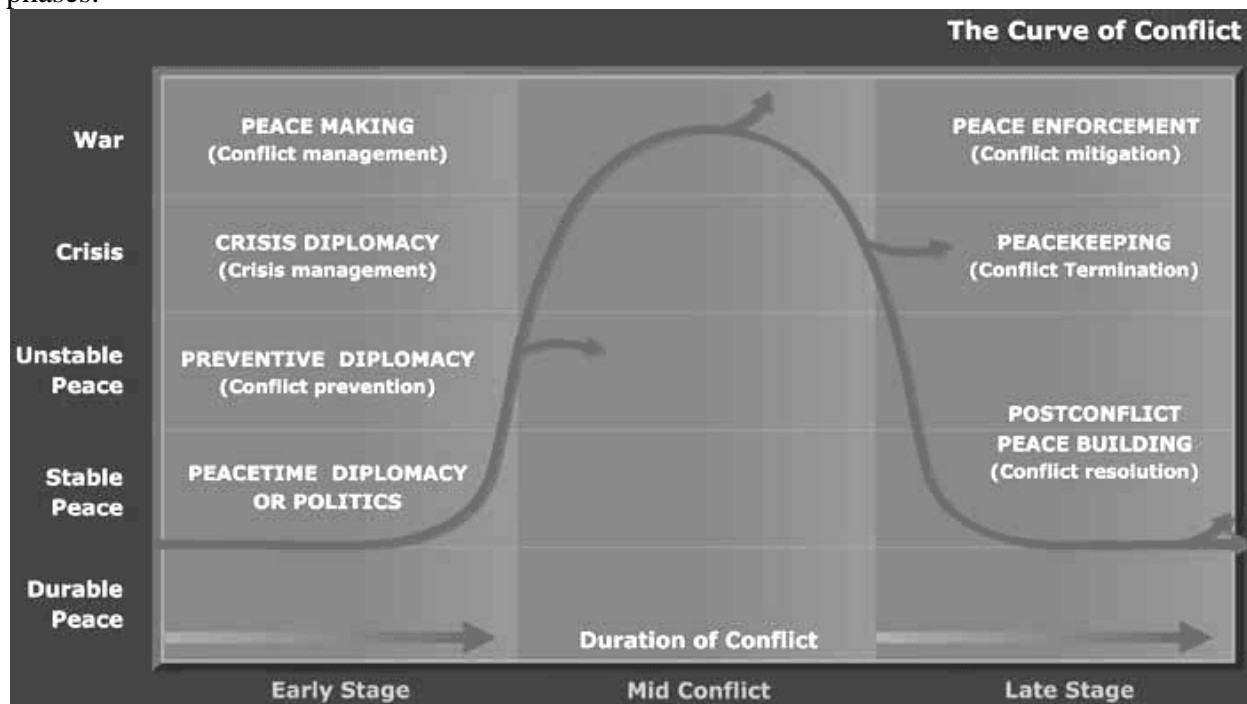 phases.
The Curve of Conflict
War
PEACE MAKING
(Conflict management)
PEACE ENFORCEMENT
(Conflict mitigation)
Crisis
CRISIS DIPLOMACY
(Crisis management)
PEACEKEEPING
(Conflict Termination)
Unstable
Peace
PREVENTIVE DIPLOMACY
(Conflict prevention)
POSTCONFLICT
PEACE BUILDING
(Conflict resolution)
Stable
Peace
PEACETIME DIPLOMACY
OR POLITICS
Durable
Peace
Duration of Conflict
Early Stage
Mid Conflict
Late Stage